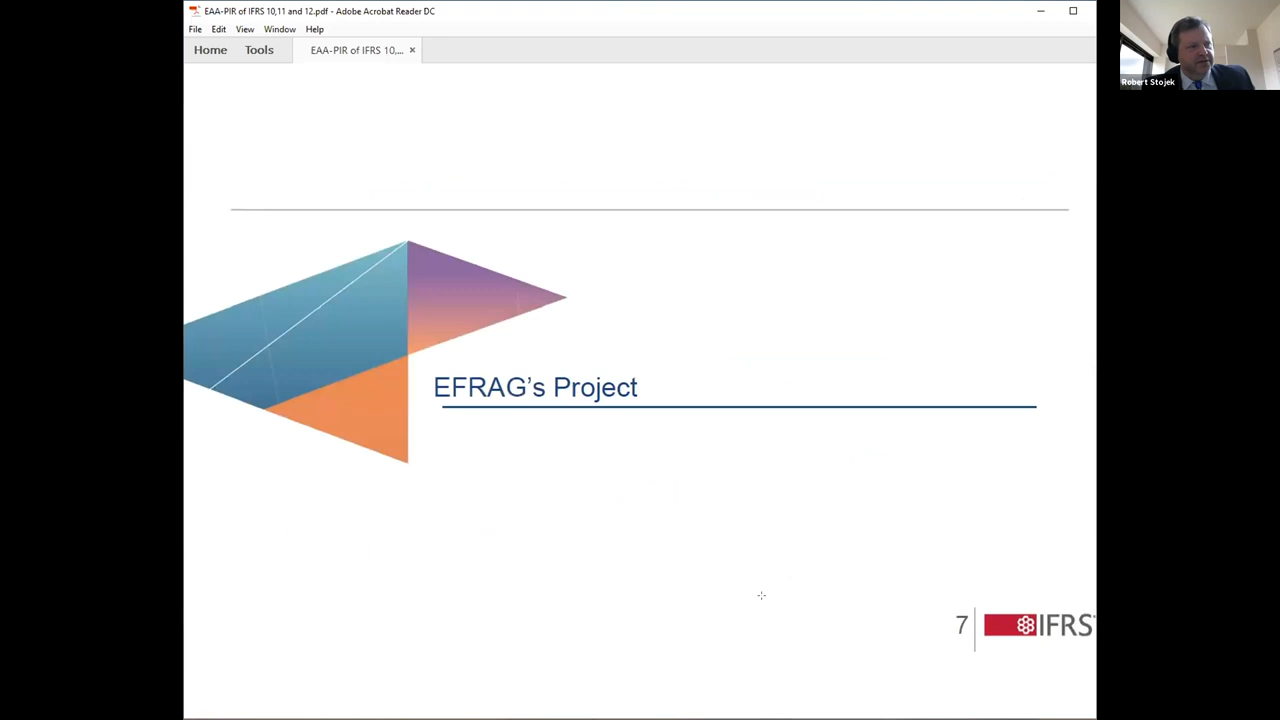 EAA-PIR of IFRS 10,11 and 12.pdf - Adobe Acrobat Reader DC
File Edit View Window Help
Home Tools EAA-PIR of IFRS 10,... ×
Robert Stojek
EFRAG's Project
7
IFRS